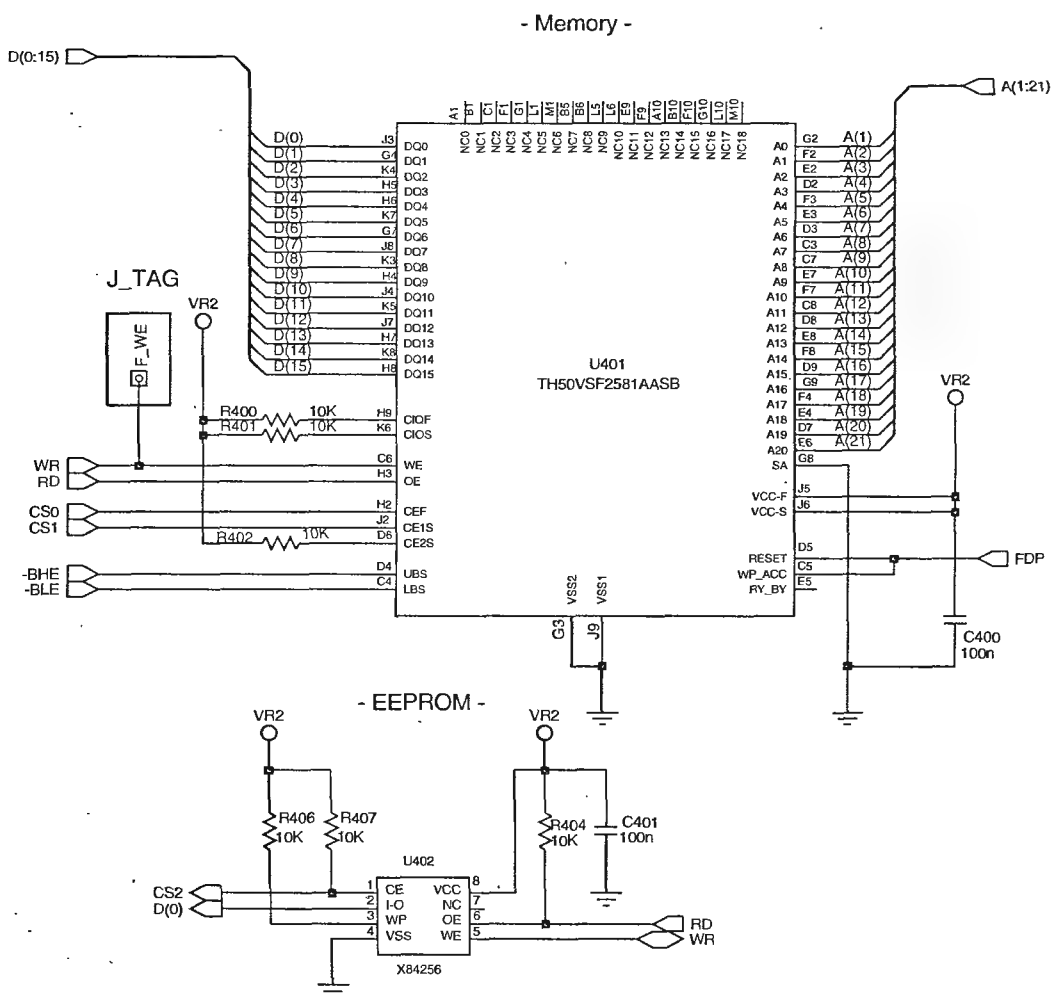 - Memory -
D(0:15)
A(1:21)
A1 B1 C1 F1 G1 L1 M1 B5 B6 L5 L6 E9 F9 A10 B10 F10 G10 L10 M10
NC0 NC1 NC2 NC3 NC4 NC5 NC6 NC7 NC8 NC9 NC10 NC11 NC12 NC13 NC14 NC15 NC16 NC17 NC18
D(0) J3 DQ0
D(1) G4 DQ1
D(2) K4 DQ2
D(3) H5 DQ3
D(4) H6 DQ4
D(5) K7 DQ5
D(6) G7 DQ6
D(7) J8 DQ7
D(8) K3 DQ8
D(9) H4 DQ9
D(10) J4 DQ10
D(11) K5 DQ11
D(12) J7 DQ12
D(13) H7 DQ13
D(14) K8 DQ14
D(15) H8 DQ15
A0 G2 A(1)
A1 F2 A(2)
A2 E2 A(3)
A3 D2 A(4)
A4 F3 A(5)
A5 E3 A(6)
A6 D3 A(7)
A7 C3 A(8)
A8 C7 A(9)
A9 E7 A(10)
A10 F7 A(11)
A11 C8 A(12)
A12 D8 A(13)
A13 E8 A(14)
A14 F8 A(15)
A15 D9 A(16)
A16 G9 A(17)
A17 F4 A(18)
A18 E4 A(19)
A19 D7 A(20)
A20 E6 A(21)
SA G8
J_TAG
F_WE
VR2
U401
TH50VSF2581AASB
VR2
R400 10K H9 CIOF
R401 10K K6 CIOS
WR C6 WE
RD H3 OE
CS0 H2 CEF
CS1 J2 CE1S
R402 10K D6 CE2S
-BHE D4 UBS
-BLE C4 LBS
VCC-F J5
VCC-S J6
RESET D5
WP_ACC C5
RY_BY E5
FDP
VSS2 VSS1
G3 J9
C400
100n
- EEPROM -
VR2
VR2
R406
10K
R407
10K
R404
10K
C401
100n
U402
CS2 1 CE VCC 8
D(0) 2 I-O NC 7
3 WP OE 6 RD
4 VSS WE 5 WR
X84256